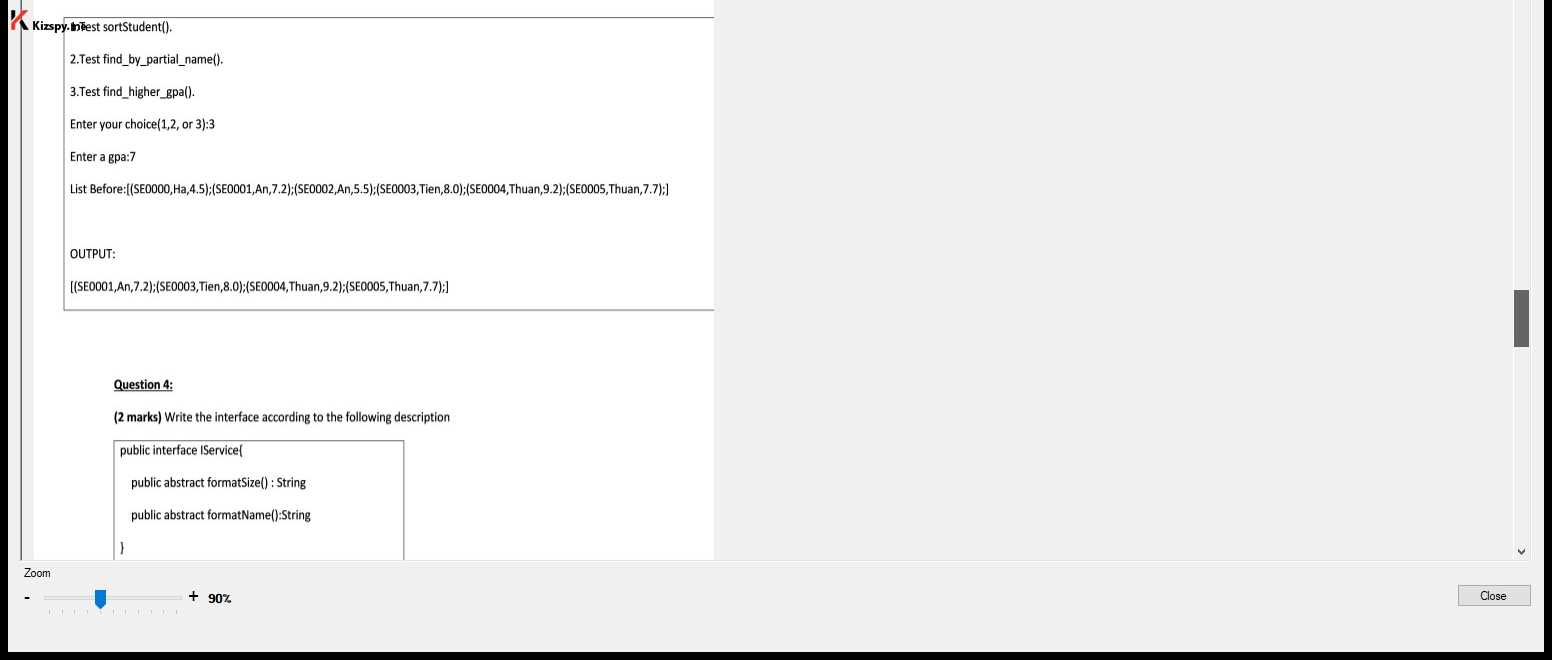 Kizspy.me
1.Test sortStudent().
2.Test find_by_partial_name().
3.Test find_higher_gpa().
Enter your choice(1,2, or 3):3
Enter a gpa:7
List Before:[(SE0000,Ha,4.5);(SE0001,An,7.2);(SE0002,An,5.5);(SE0003,Tien,8.0);(SE0004,Thuan,9.2);(SE0005,Thuan,7.7);]
OUTPUT:
[(SE0001,An,7.2);(SE0003,Tien,8.0);(SE0004,Thuan,9.2);(SE0005,Thuan,7.7);]
Question 4:
(2 marks) Write the interface according to the following description
public interface IService{
public abstract formatSize() : String
public abstract formatName():String
}
Zoom
- + 90%
Close